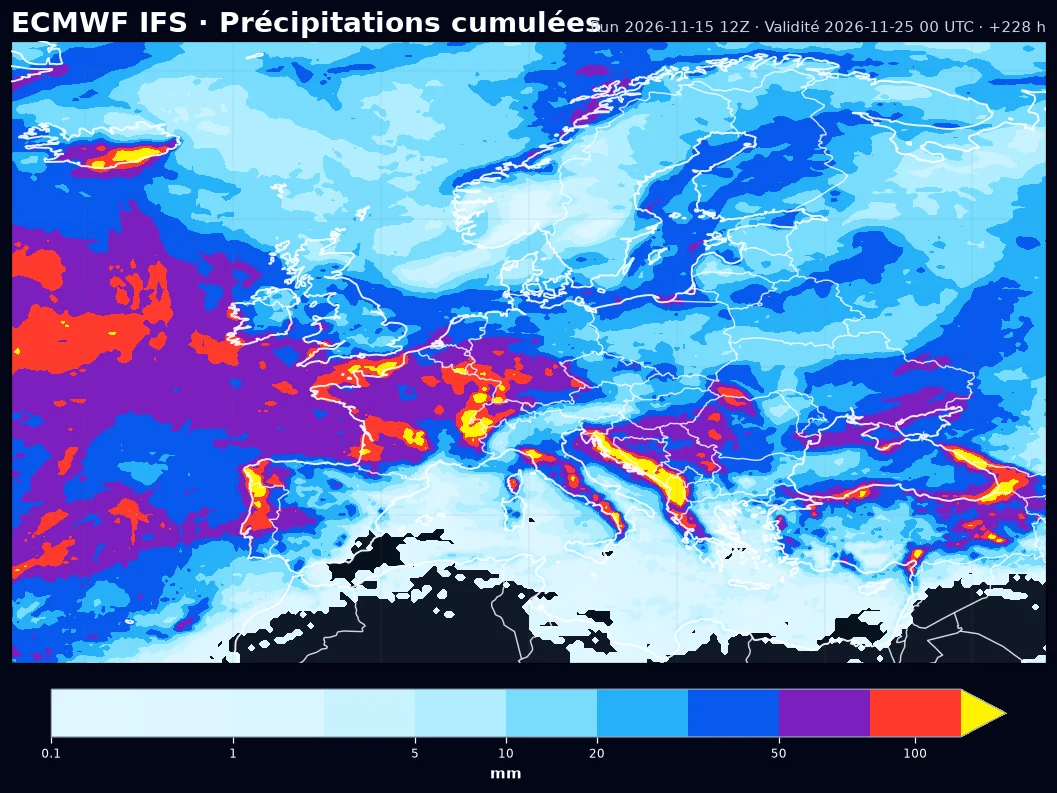 ECMWF IFS · Précipitations cumulées
Run 2026-11-15 12Z · Validité 2026-11-25 00 UTC · +228 h
0.1 1 5 10 20 50 100
mm